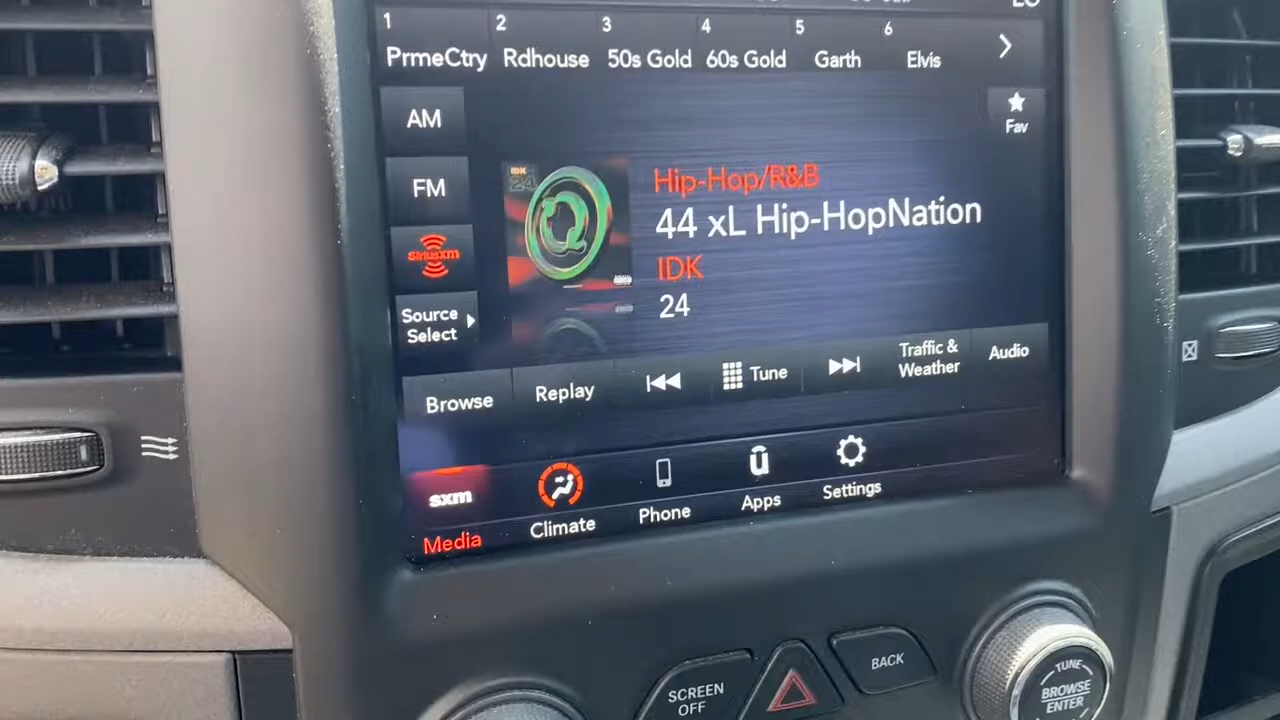 1 2 3 4 5 6
PrmeCtry Rdhouse 50s Gold 60s Gold Garth Elvis
AM
Fav
FM
Hip-Hop/R&B
IDK
24
44 xL Hip-HopNation
SiriusXM
IDK
24
Source
Select
Browse
Replay
Tune
Traffic &
Weather
Audio
sxm
Media
Climate
Phone
Apps
Settings
SCREEN
OFF
BACK
TUNE
BROWSE
ENTER